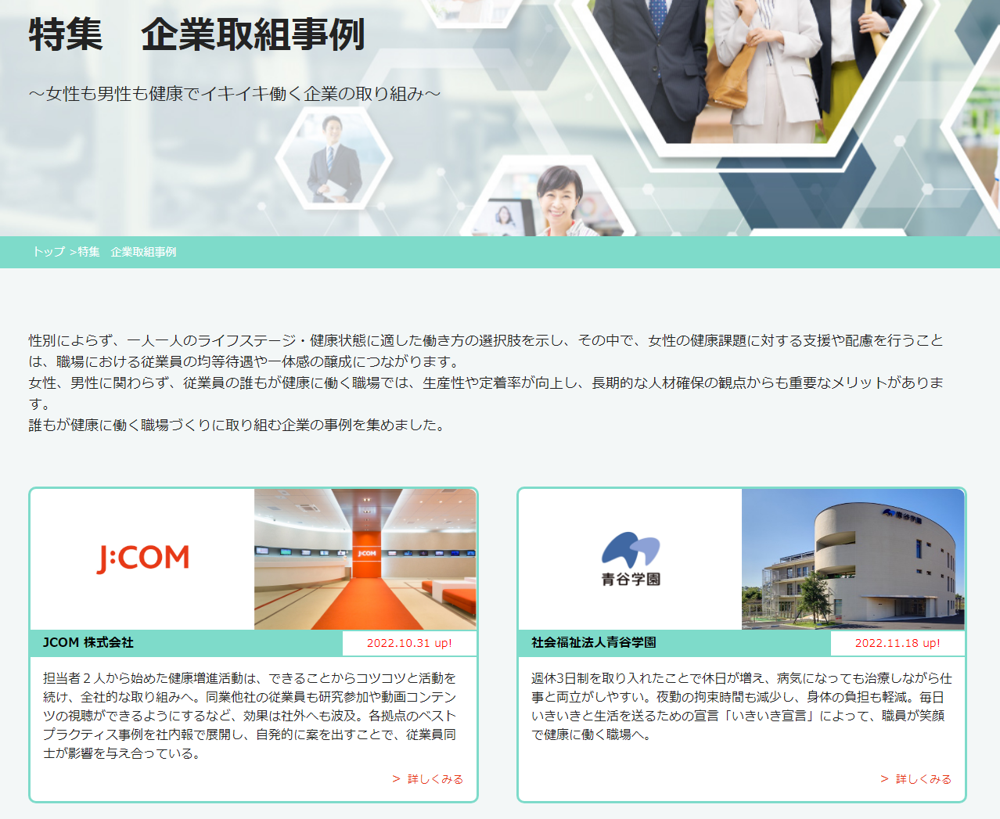 特集　企業取組事例
～女性も男性も健康でイキイキ働く企業の取り組み～
トップ >特集　企業取組事例
性別によらず、一人一人のライフステージ・健康状態に適した働き方の選択肢を示し、その中で、女性の健康課題に対する支援や配慮を行うこと
は、職場における従業員の均等待遇や一体感の醸成につながります。
女性、男性に関わらず、従業員の誰もが健康に働く職場では、生産性や定着率が向上し、長期的な人材確保の観点からも重要なメリットがありま
す。
誰もが健康に働く職場づくりに取り組む企業の事例を集めました。
J:COM
J:COM
JCOM 株式会社
2022.10.31 up!
担当者２人から始めた健康増進活動は、できることからコツコツと活動を
続け、全社的な取り組みへ。同業他社の従業員も研究参加や動画コンテン
ツの視聴ができるようにするなど、効果は社外へも波及。各拠点のベスト
プラクティス事例を社内報で展開し、自発的に案を出すことで、従業員同
士が影響を与え合っている。
> 詳しくみる
青谷学園
青谷学園
社会福祉法人青谷学園
2022.11.18 up!
週休3日制を取り入れたことで休日が増え、病気になっても治療しながら仕
事と両立がしやすい。夜勤の拘束時間も減少し、身体の負担も軽減。毎日
いきいきと生活を送るための宣言「いきいき宣言」によって、職員が笑顔
で健康に働く職場へ。
> 詳しくみる